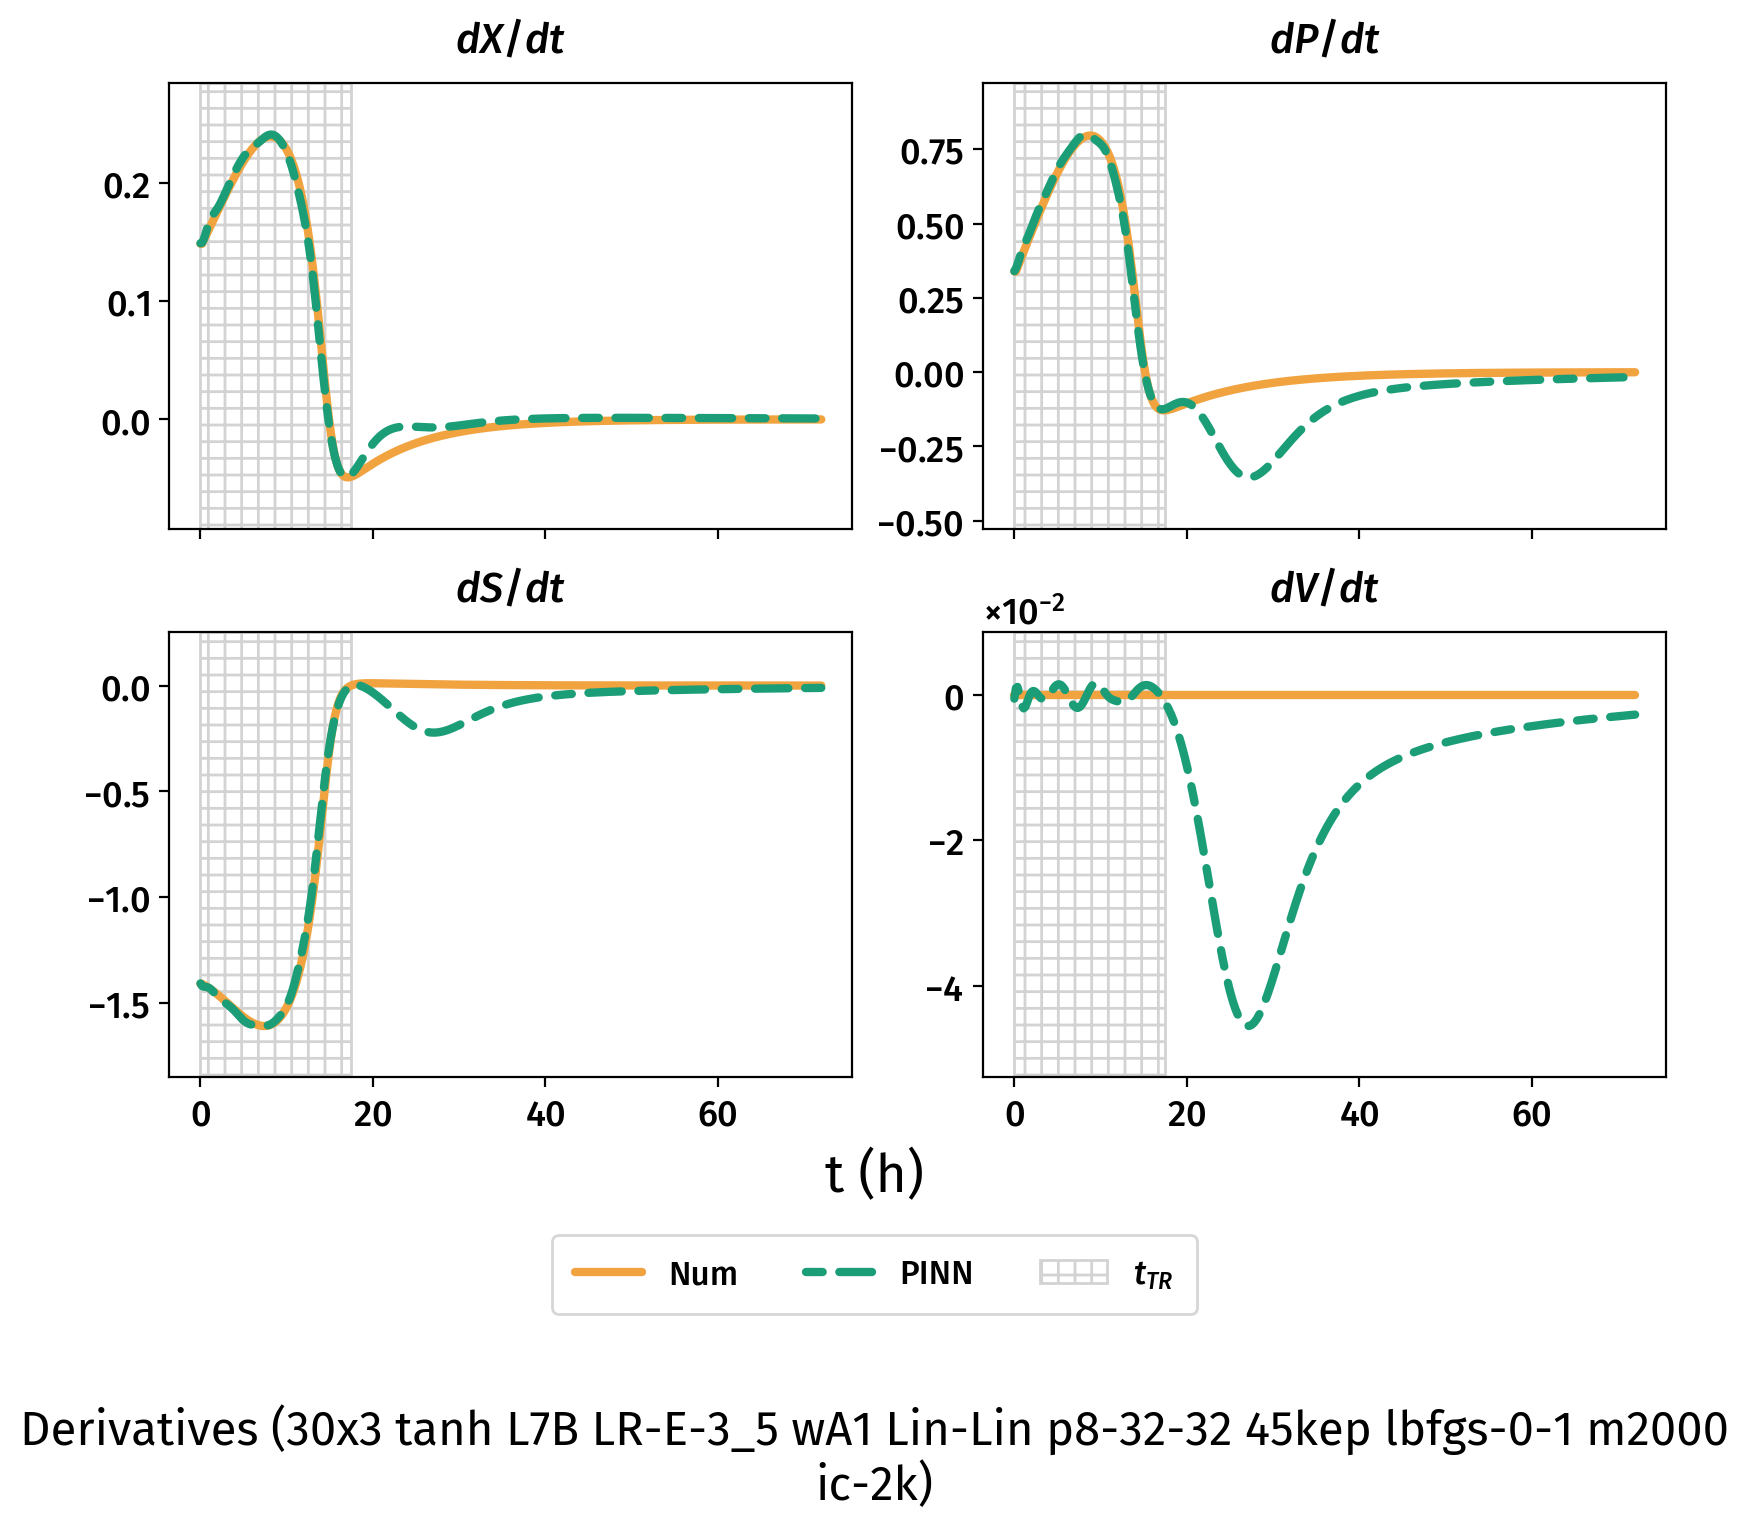 dX/dt
dP/dt
0.2
0.1
0.0
0.75
0.50
0.25
0.00
−0.25
−0.50
dS/dt
dV/dt
×10⁻²
0.0
−0.5
−1.0
−1.5
0
−2
−4
0 20 40 60
0 20 40 60
t (h)
Num PINN t_TR
Derivatives (30x3 tanh L7B LR-E-3_5 wA1 Lin-Lin p8-32-32 45kep lbfgs-0-1 m2000
ic-2k)